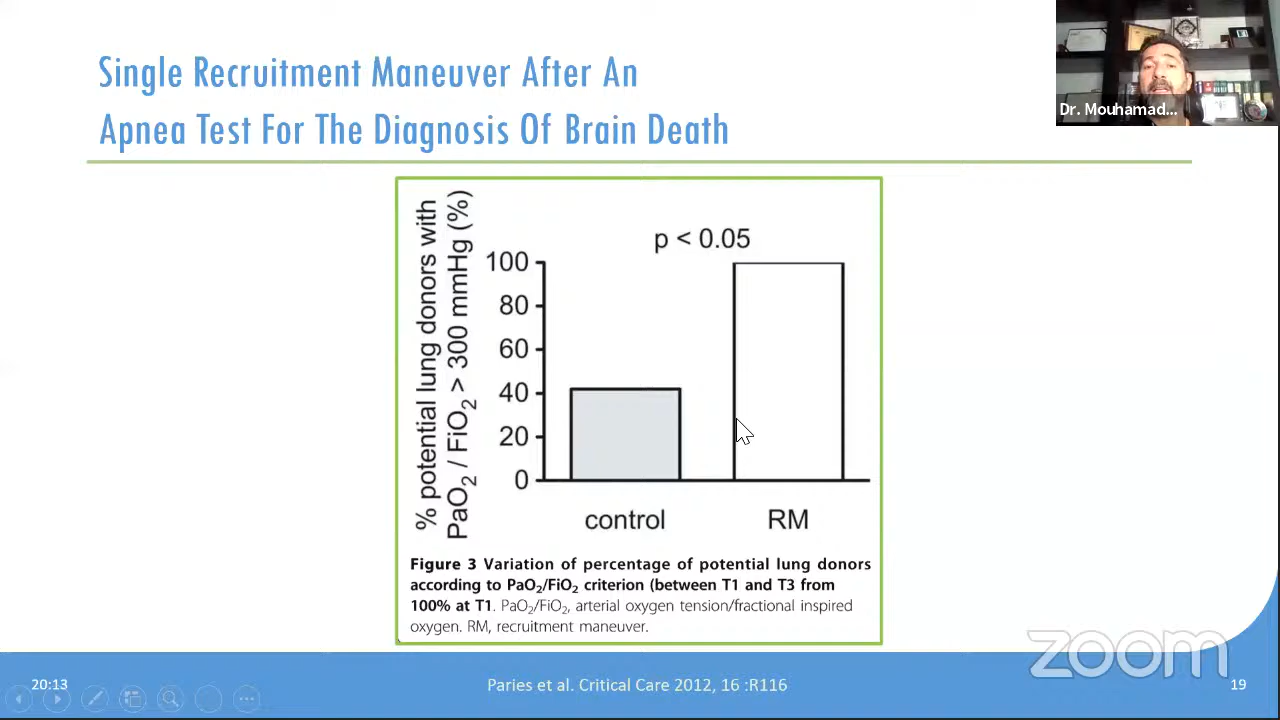 Single Recruitment Maneuver After An
Apnea Test For The Diagnosis Of Brain Death
Dr. Mouhamad...
% potential lung donors with
PaO2 / FiO2 > 300 mmHg (%)
p < 0.05
100
80
60
40
20
0
control
RM
Figure 3 Variation of percentage of potential lung donors
according to PaO2/FiO2 criterion (between T1 and T3 from
100% at T1. PaO2/FiO2, arterial oxygen tension/fractional inspired
oxygen. RM, recruitment maneuver.
zoom
20:13
Paries et al. Critical Care 2012, 16 :R116
19